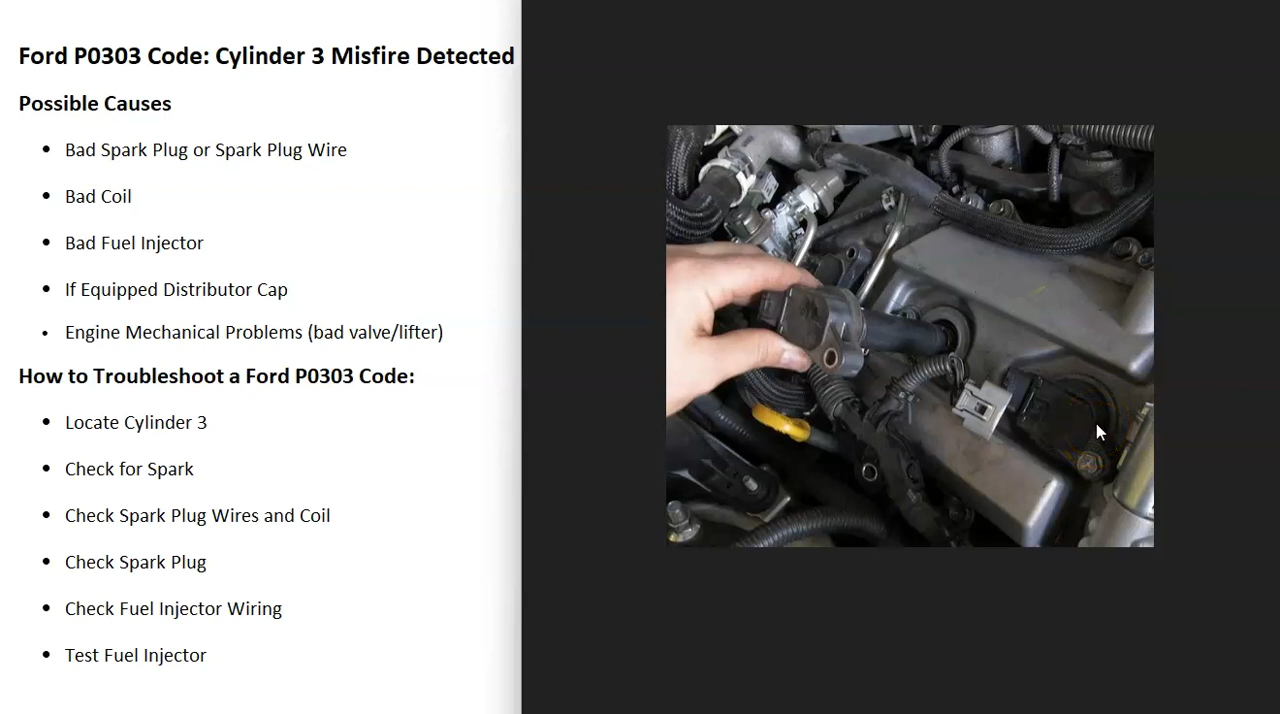 Ford P0303 Code: Cylinder 3 Misfire Detected
Possible Causes
• Bad Spark Plug or Spark Plug Wire
• Bad Coil
• Bad Fuel Injector
• If Equipped Distributor Cap
• Engine Mechanical Problems (bad valve/lifter)
How to Troubleshoot a Ford P0303 Code:
• Locate Cylinder 3
• Check for Spark
• Check Spark Plug Wires and Coil
• Check Spark Plug
• Check Fuel Injector Wiring
• Test Fuel Injector